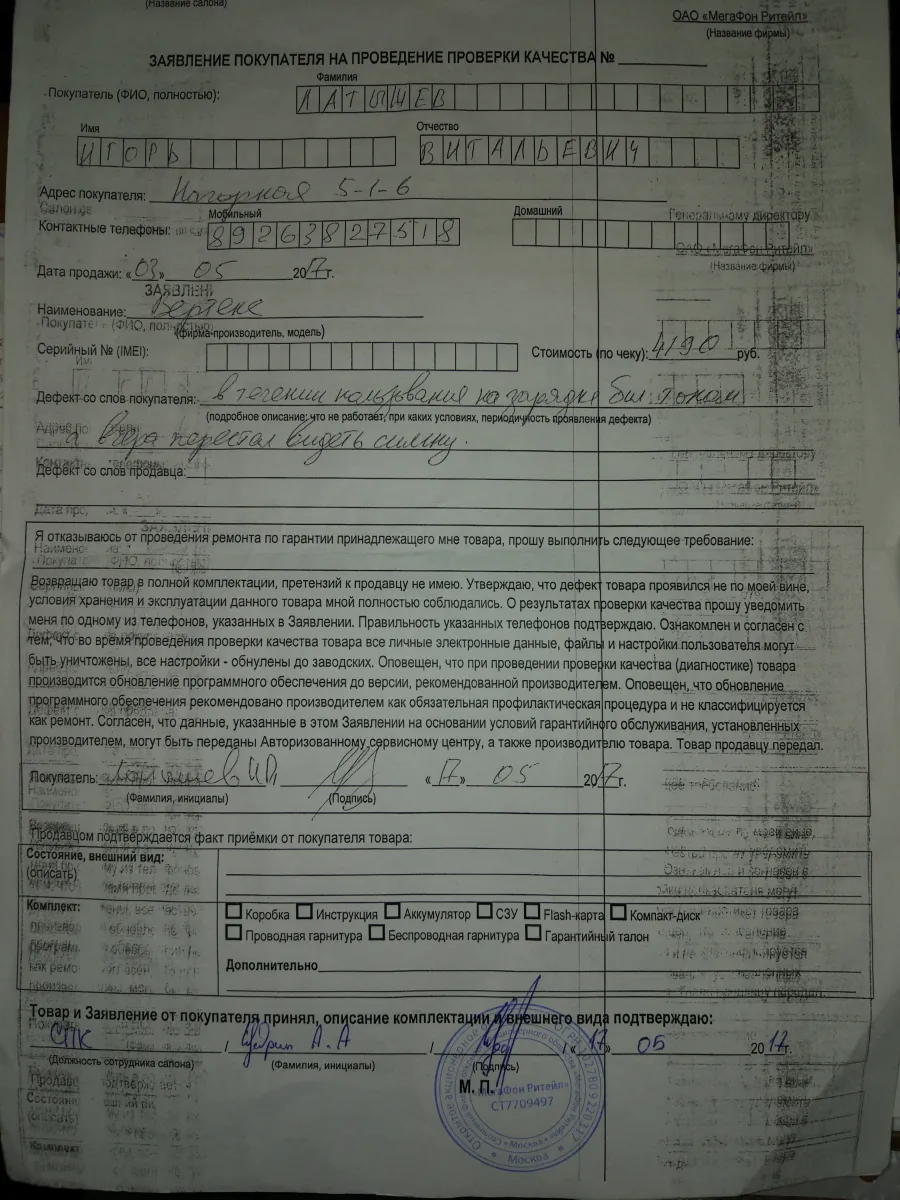 (Название салона)
ОАО «МегаФон Ритейл»
(Название фирмы)
ЗАЯВЛЕНИЕ ПОКУПАТЕЛЯ НА ПРОВЕДЕНИЕ ПРОВЕРКИ КАЧЕСТВА №
Фамилия
Покупатель (ФИО, полностью): ЛАТЫШЕВ
Имя Отчество
ИГОРЬ ВИТАЛЬЕВИЧ
Адрес покупателя: Нагорная 5-1-6
Мобильный Домашний Генеральному директору
Контактные телефоны: 89263827518
ОАО «МегаФон Ритейл»
(Название фирмы)
Дата продажи: «03» 05 2017г.
ЗАЯВЛЕНИ
Наименование: Вертекс
Покупатель (ФИО, полностью)
(фирма-производитель, модель)
Серийный № (IMEI): Стоимость (по чеку): 4190 руб.
Дефект со слов покупателя: в течении пользывания на зарядке бил током
(подробное описание: что не работает, при каких условиях, периодичность проявления дефекта)
а вчера перестал видеть симку.
Дефект со слов продавца:
Я отказываюсь от проведения ремонта по гарантии принадлежащего мне товара, прошу выполнить следующее требование:
Возвращаю товар в полной комплектации, претензий к продавцу не имею. Утверждаю, что дефект товара проявился не по моей вине,
условия хранения и эксплуатации данного товара мной полностью соблюдались. О результатах проверки качества прошу уведомить
меня по одному из телефонов, указанных в Заявлении. Правильность указанных телефонов подтверждаю. Ознакомлен и согласен с
тем, что во время проведения проверки качества товара все личные электронные данные, файлы и настройки пользователя могут
быть уничтожены, все настройки - обнулены до заводских. Оповещен, что при проведении проверки качества (диагностике) товара
производится обновление программного обеспечения до версии, рекомендованной производителем. Оповещен, что обновление
программного обеспечения рекомендовано производителем как обязательная профилактическая процедура и не классифицируется
как ремонт. Согласен, что данные, указанные в этом Заявлении на основании условий гарантийного обслуживания, установленных
производителем, могут быть переданы Авторизованному сервисному центру, а также производителю товара. Товар продавцу передал.
Покупатель: Латышев И.В. «17» 05 2017г.
(Фамилия, инициалы) (Подпись)
Продавцом подтверждается факт приёмки от покупателя товара:
Состояние, внешний вид:
(описать)
Комплект: Коробка Инструкция Аккумулятор СЗУ Flash-карта Компакт-диск
Проводная гарнитура Беспроводная гарнитура Гарантийный талон
Дополнительно
Товар и Заявление от покупателя принял, описание комплектации и внешнего вида подтверждаю:
СПК / А.А / / «17» 05 2017г.
(Должность сотрудника салона) (Фамилия, инициалы) (Подпись)
М. П.
«МегаФон Ритейл»
СТ7709497
Москва